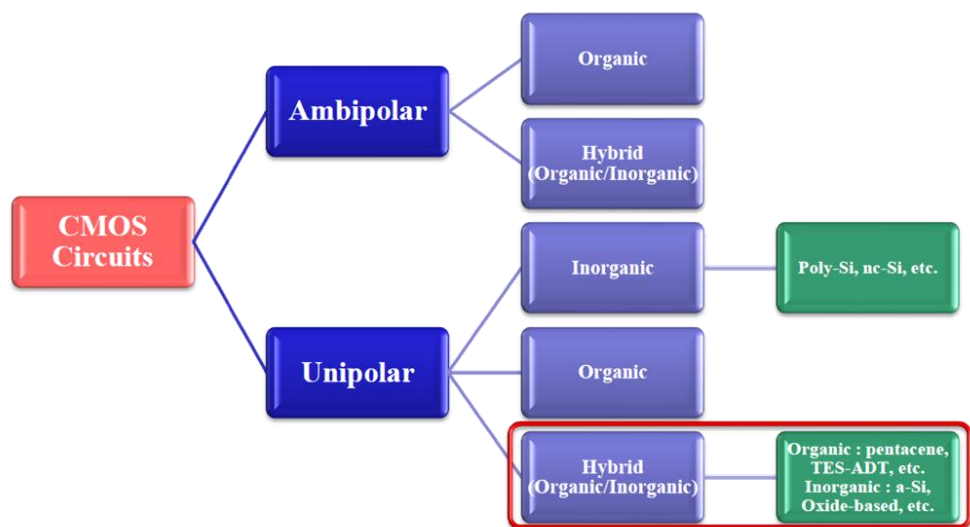 Organic
Ambipolar
Hybrid
(Organic/Inorganic)
CMOS
Circuits
Inorganic
Poly-Si, nc-Si, etc.
Unipolar
Organic
Hybrid
(Organic/Inorganic)
Organic : pentacene,
TES-ADT, etc.
Inorganic : a-Si,
Oxide-based, etc.